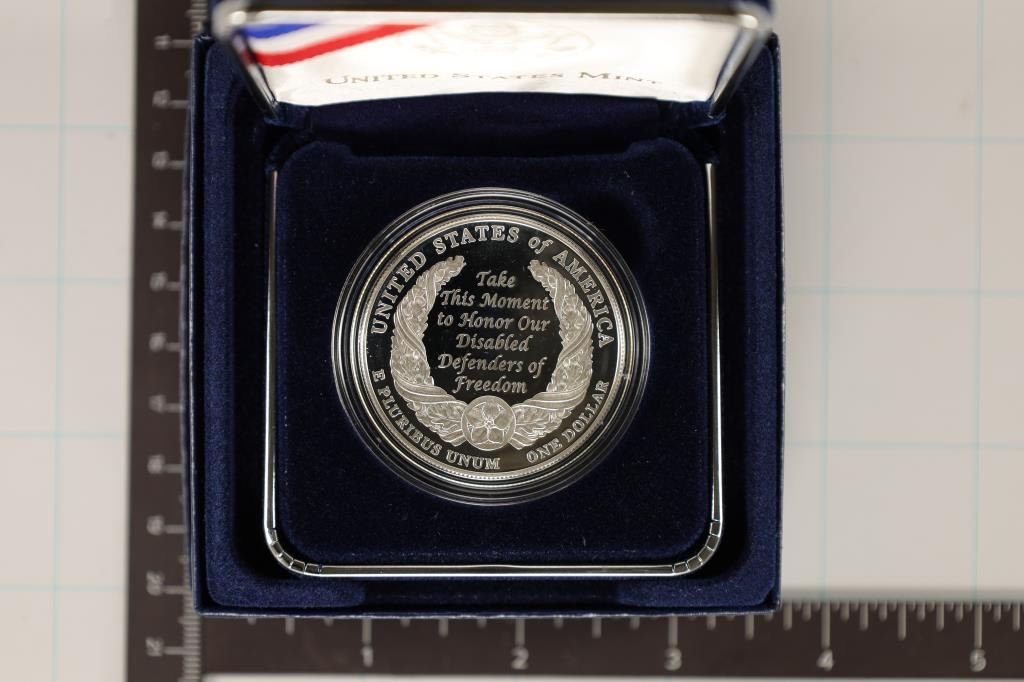 UNITED STATES MINT
UNITED STATES of AMERICA
Take
This Moment
to Honor Our
Disabled
Defenders of
Freedom
E PLURIBUS UNUM
ONE DOLLAR
1 2 3 4 5